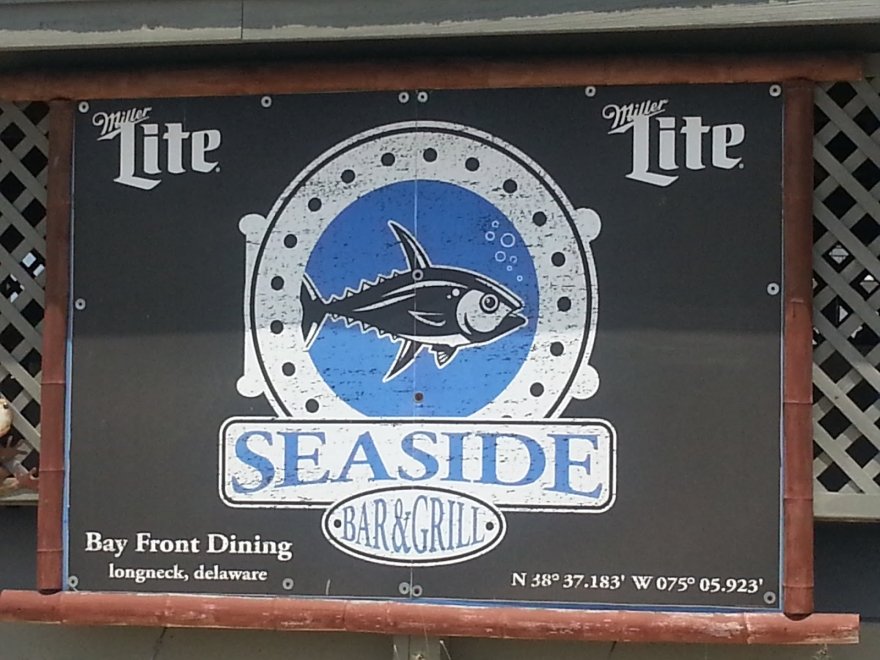 Miller
Lite
Miller
Lite
SEASIDE
BAR&GRILL
Bay Front Dining
longneck, delaware
N 38° 37.183' W 075° 05.923'